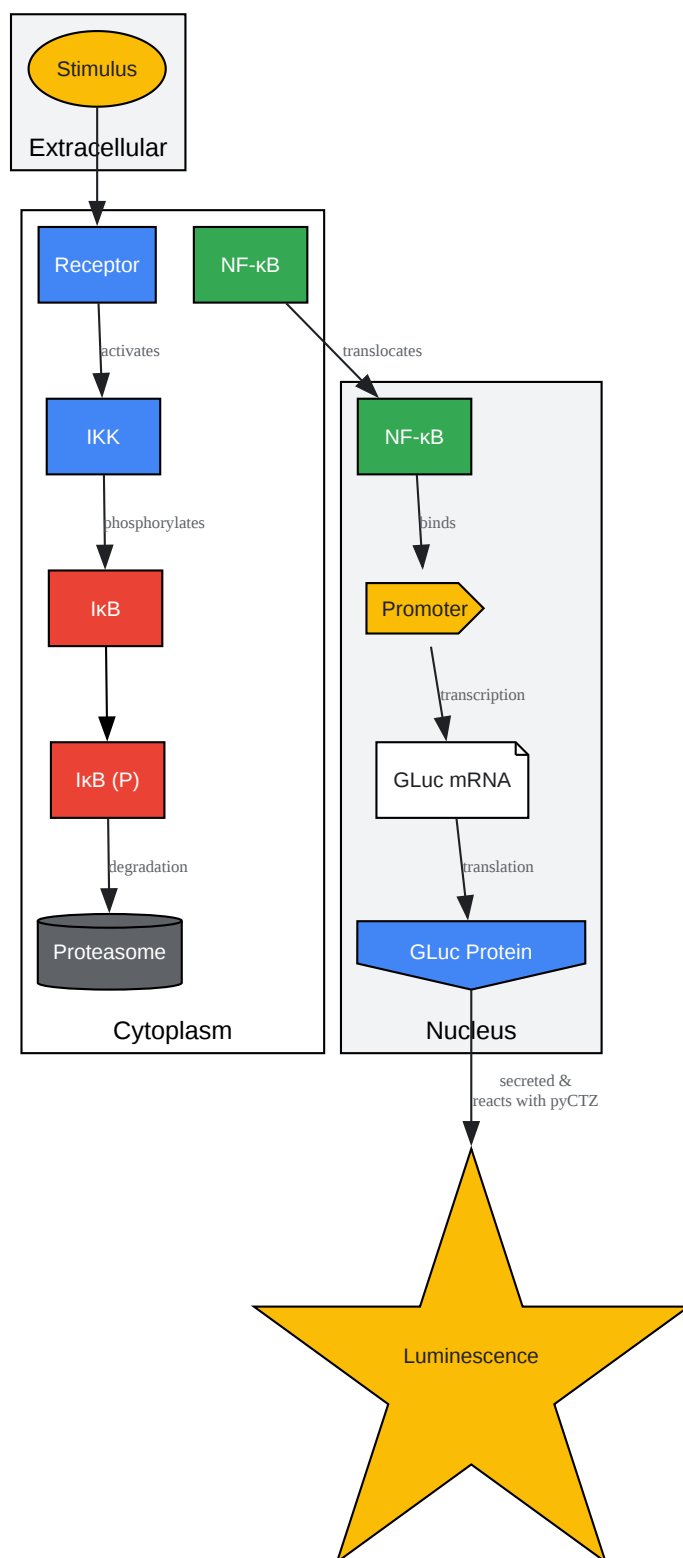 Stimulus
Extracellular
Receptor
NF-κB
activates
translocates
IKK
NF-κB
phosphorylates
binds
IκB
Promoter
transcription
IκB (P)
GLuc mRNA
degradation
translation
Proteasome
GLuc Protein
Cytoplasm
Nucleus
secreted &
reacts with pyCTZ
Luminescence